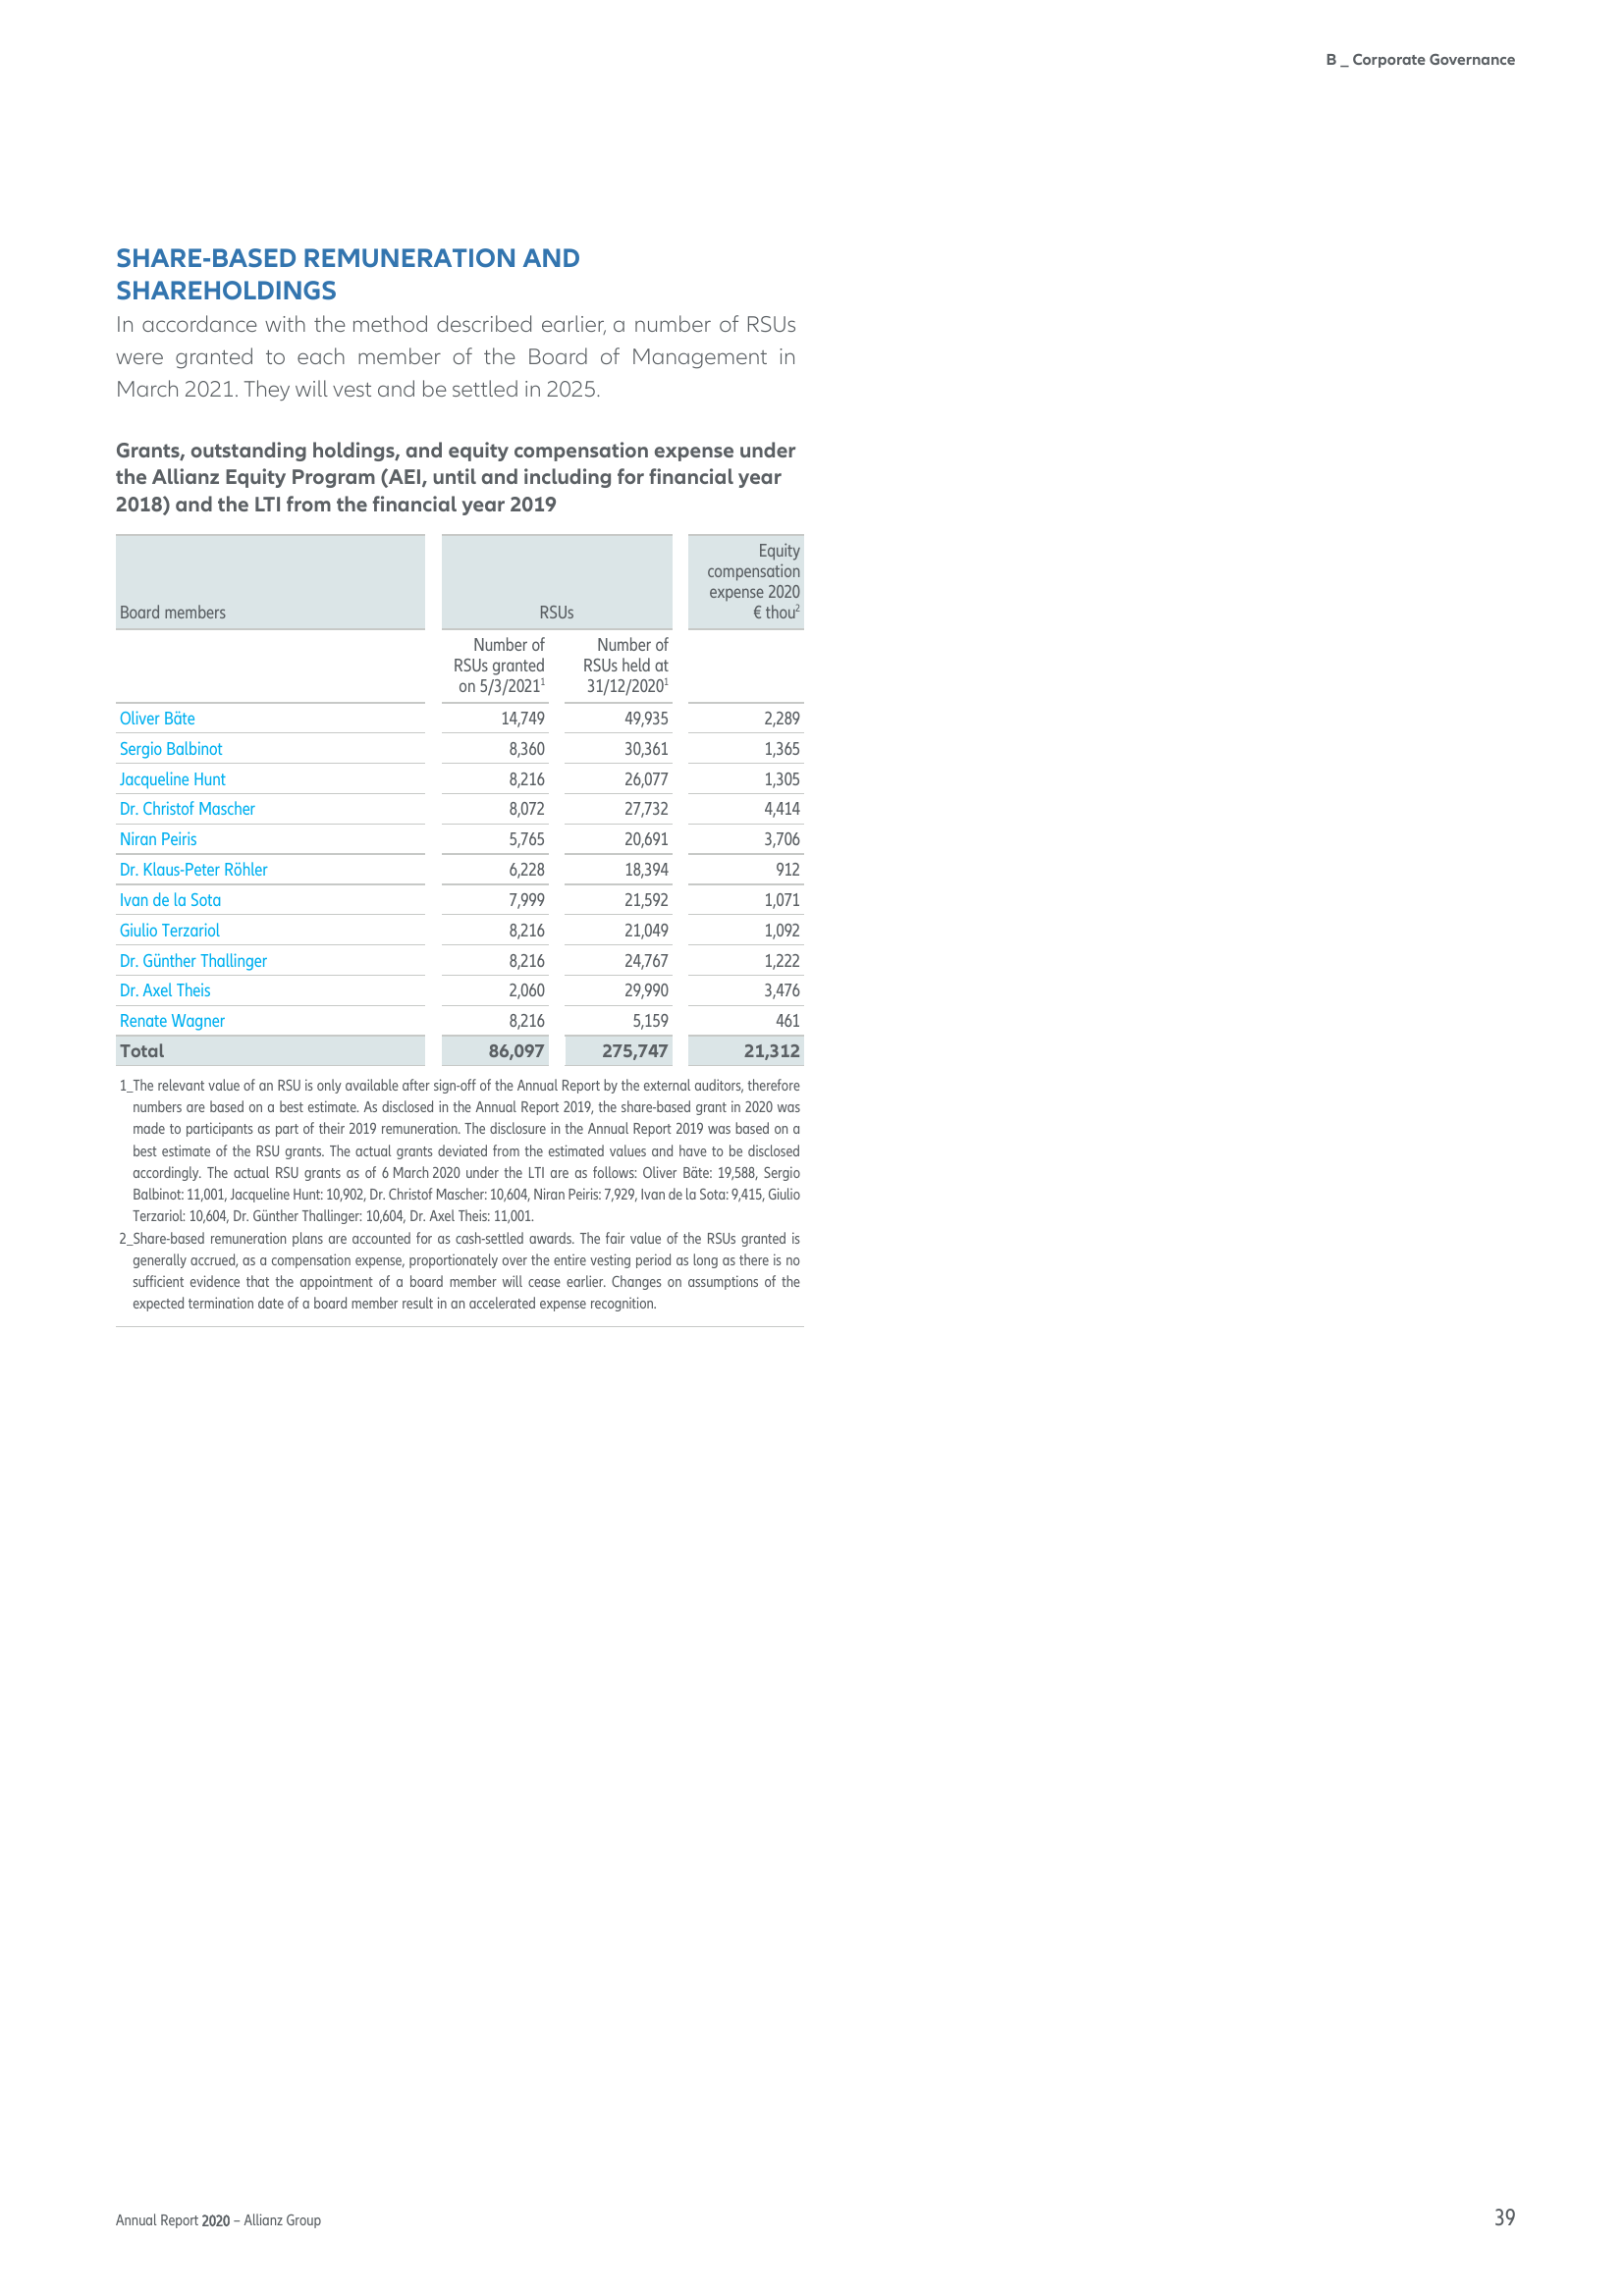 B _ Corporate Governance
SHARE-BASED REMUNERATION AND
SHAREHOLDINGS
In accordance with the method described earlier, a number of RSUs
were granted to each member of the Board of Management in
March 2021. They will vest and be settled in 2025.
Grants, outstanding holdings, and equity compensation expense under
the Allianz Equity Program (AEI, until and including for financial year
2018) and the LTI from the financial year 2019
Board members RSUs Equity compensation expense 2020 € thou²
Number of RSUs granted on 5/3/2021¹ Number of RSUs held at 31/12/2020¹
Oliver Bäte 14,749 49,935 2,289
Sergio Balbinot 8,360 30,361 1,365
Jacqueline Hunt 8,216 26,077 1,305
Dr. Christof Mascher 8,072 27,732 4,414
Niran Peiris 5,765 20,691 3,706
Dr. Klaus-Peter Röhler 6,228 18,394 912
Ivan de la Sota 7,999 21,592 1,071
Giulio Terzariol 8,216 21,049 1,092
Dr. Günther Thallinger 8,216 24,767 1,222
Dr. Axel Theis 2,060 29,990 3,476
Renate Wagner 8,216 5,159 461
Total 86,097 275,747 21,312
1_The relevant value of an RSU is only available after sign-off of the Annual Report by the external auditors, therefore
numbers are based on a best estimate. As disclosed in the Annual Report 2019, the share-based grant in 2020 was
made to participants as part of their 2019 remuneration. The disclosure in the Annual Report 2019 was based on a
best estimate of the RSU grants. The actual grants deviated from the estimated values and have to be disclosed
accordingly. The actual RSU grants as of 6 March 2020 under the LTI are as follows: Oliver Bäte: 19,588, Sergio
Balbinot: 11,001, Jacqueline Hunt: 10,902, Dr. Christof Mascher: 10,604, Niran Peiris: 7,929, Ivan de la Sota: 9,415, Giulio
Terzariol: 10,604, Dr. Günther Thallinger: 10,604, Dr. Axel Theis: 11,001.
2_Share-based remuneration plans are accounted for as cash-settled awards. The fair value of the RSUs granted is
generally accrued, as a compensation expense, proportionately over the entire vesting period as long as there is no
sufficient evidence that the appointment of a board member will cease earlier. Changes on assumptions of the
expected termination date of a board member result in an accelerated expense recognition.
Annual Report 2020 – Allianz Group
39